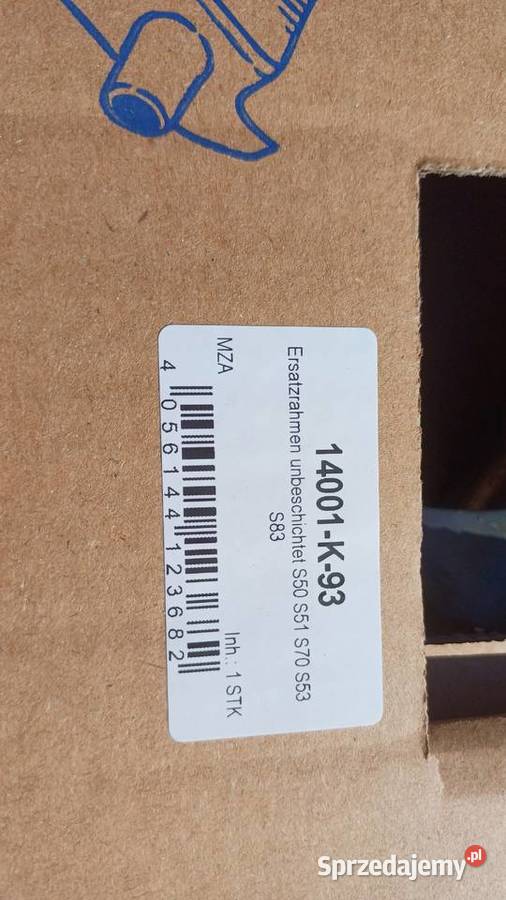 14001-K-93
Ersatzrahmen unbeschichtet S50 S51 S70 S53
S83
Inh.: 1 STK
MZA
4 056144 123682
Sprzedajemy.pl